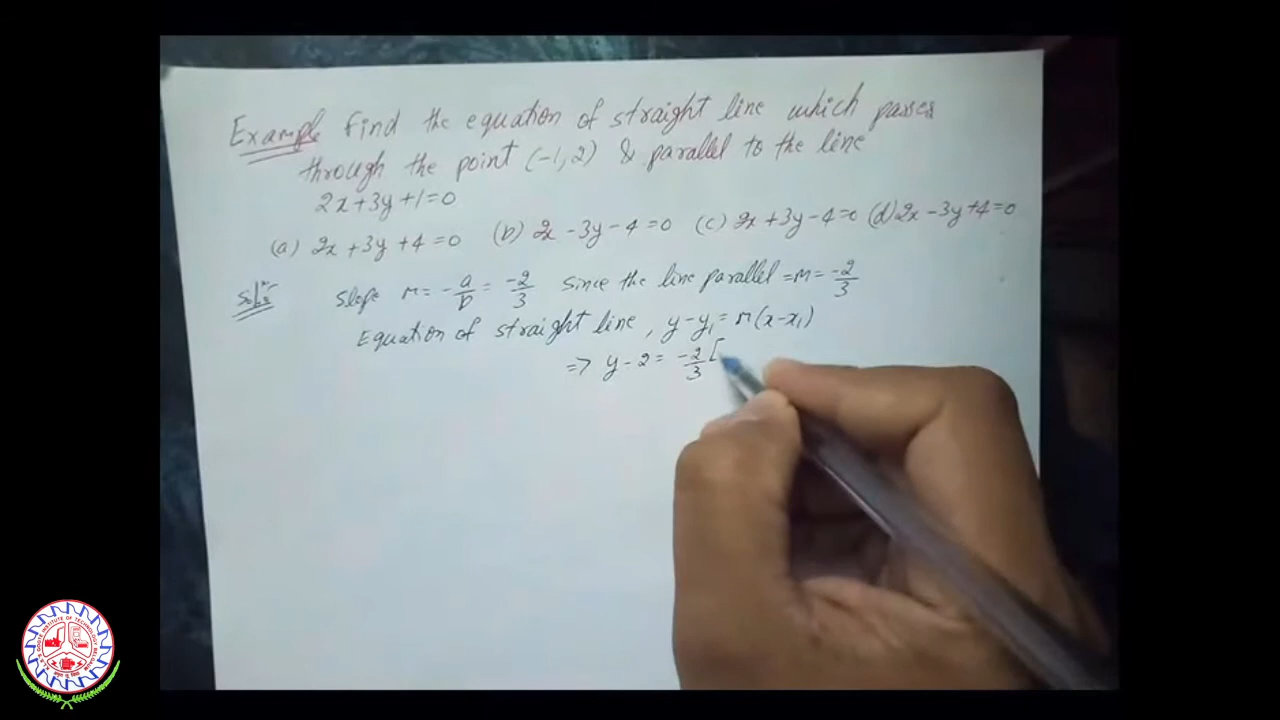 Example Find the equation of straight line which passes
through the point (-1,2) & parallel to the line
2x+3y+1=0
(a) 2x+3y+4=0 (b) 2x-3y-4=0 (c) 2x+3y-4=0 (d) 2x-3y+4=0
Solⁿ Slope m= -a/b = -2/3 Since the line parallel =m= -2/3
Equation of straight line, y-y₁= m(x-x₁)
=> y-2= -2/3 [